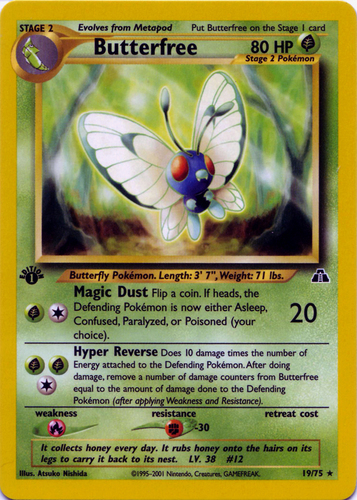 STAGE 2
Evolves from Metapod
Put Butterfree on the Stage 1 card
Butterfree
80 HP
Stage 2 Pokémon
EDITION
1
Butterfly Pokémon. Length: 3' 7", Weight: 71 lbs.
Magic Dust Flip a coin. If heads, the
Defending Pokémon is now either Asleep,
Confused, Paralyzed, or Poisoned (your
choice).
20
Hyper Reverse Does 10 damage times the number of
Energy attached to the Defending Pokémon. After doing
damage, remove a number of damage counters from Butterfree
equal to the amount of damage done to the Defending
Pokémon (after applying Weakness and Resistance).
weakness
resistance
retreat cost
-30
It collects honey every day. It rubs honey onto the hairs on its
legs to carry it back to its nest. LV. 38 #12
Illus. Atsuko Nishida
©1995-2001 Nintendo, Creatures, GAMEFREAK.
19/75 ★